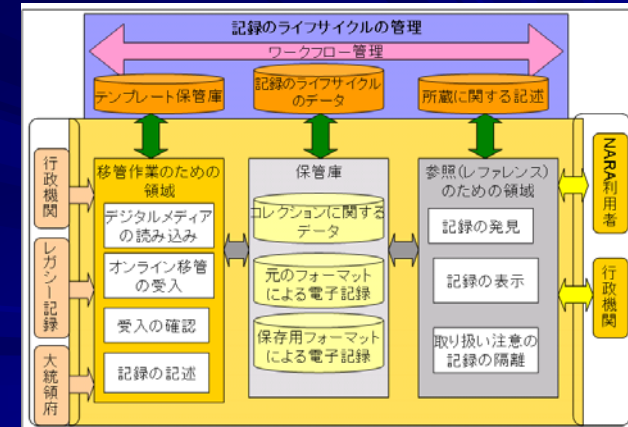 記録のライフサイクルの管理
ワークフロー管理
テンプレート保管庫
記録のライフサイクル
のデータ
所蔵に関する記述
行政機関
レガシー記録
大統領府
移管作業のための
領域
デジタルメディア
の読み込み
オンライン移管
の受入
受入の確認
記録の記述
保管庫
コレクションに関する
データ
元のフォーマット
による電子記録
保存用フォーマット
による電子記録
参照(レファレンス)
のための領域
記録の発見
記録の表示
取り扱い注意の
記録の隔離
NARA利用者
行政機関